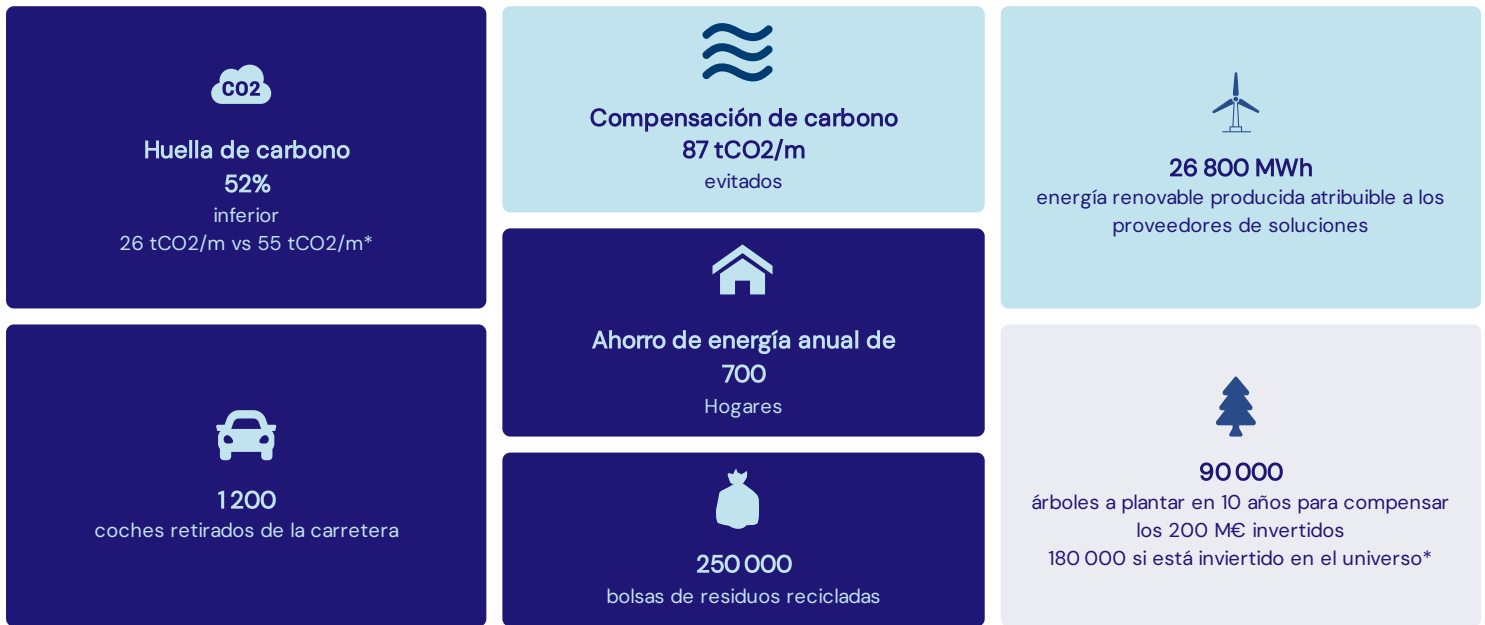 CO2
Huella de carbono
52%
inferior
26 tCO2/m vs 55 tCO2/m*
1 200
coches retirados de la carretera
Compensación de carbono
87 tCO2/m
evitados
Ahorro de energía anual de
700
Hogares
250 000
bolsas de residuos recicladas
26 800 MWh
energía renovable producida atribuible a los
proveedores de soluciones
90 000
árboles a plantar en 10 años para compensar
los 200 M€ invertidos
180 000 si está inviertido en el universo*